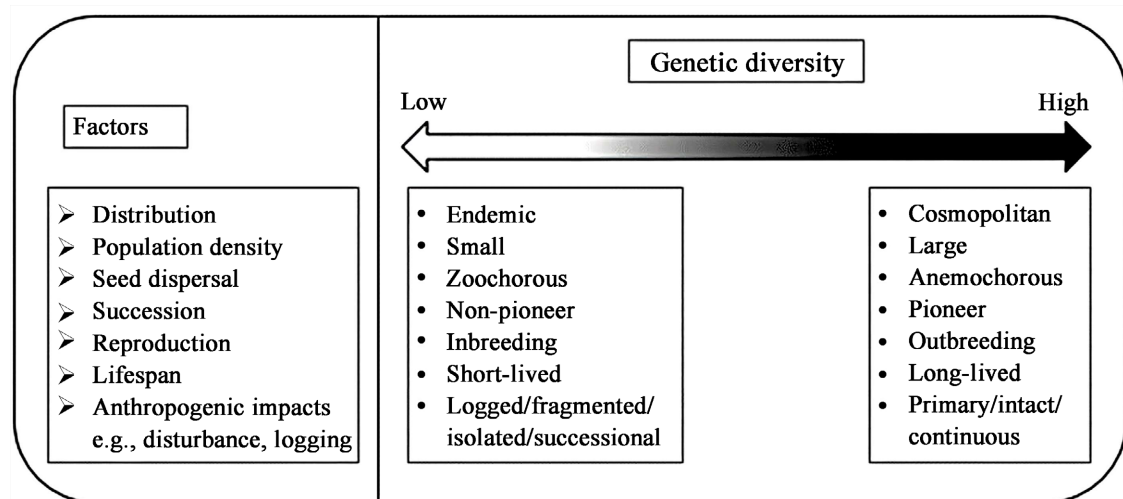 Genetic diversity
Low
High
Factors
➢ Distribution
➢ Population density
➢ Seed dispersal
➢ Succession
➢ Reproduction
➢ Lifespan
➢ Anthropogenic impacts
e.g., disturbance, logging
• Endemic
• Small
• Zoochorous
• Non-pioneer
• Inbreeding
• Short-lived
• Logged/fragmented/
isolated/successional
• Cosmopolitan
• Large
• Anemochorous
• Pioneer
• Outbreeding
• Long-lived
• Primary/intact/
continuous